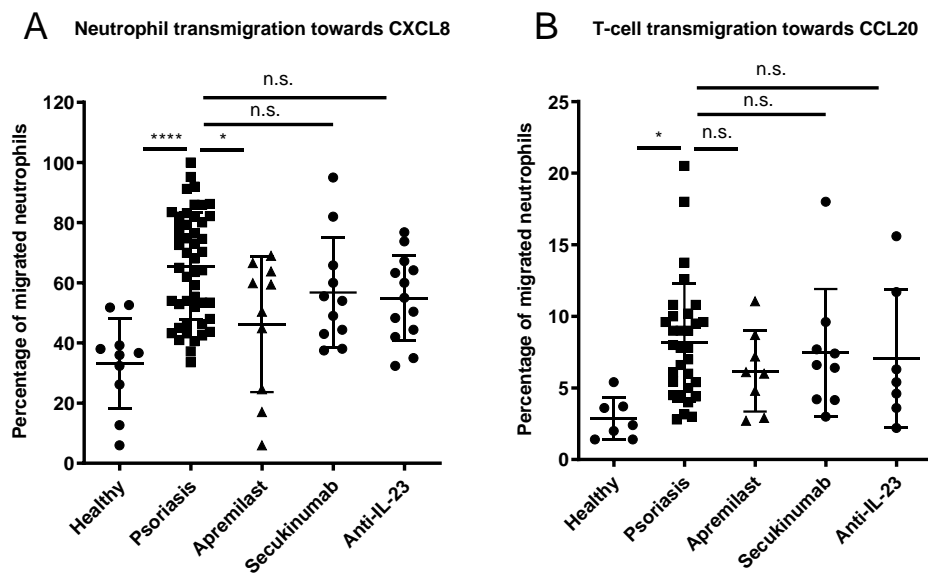 A Neutrophil transmigration towards CXCL8
n.s.
n.s.
**** *
Percentage of migrated neutrophils
120
100
80
60
40
20
0
Healthy
Psoriasis
Apremilast
Secukinumab
Anti-IL-23
B T-cell transmigration towards CCL20
n.s.
n.s.
* n.s.
Percentage of migrated neutrophils
25
20
15
10
5
0
Healthy
Psoriasis
Apremilast
Secukinumab
Anti-IL-23